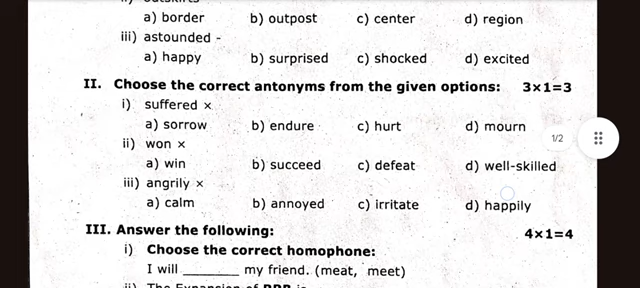 a) border b) outpost c) center d) region
iii) astounded -
a) happy b) surprised c) shocked d) excited
II. Choose the correct antonyms from the given options: 3×1=3
i) suffered ×
a) sorrow b) endure c) hurt d) mourn
1/2
ii) won ×
a) win b) succeed c) defeat d) well-skilled
iii) angrily ×
a) calm b) annoyed c) irritate d) happily
III. Answer the following: 4×1=4
i) Choose the correct homophone:
I will ________ my friend. (meat, meet)